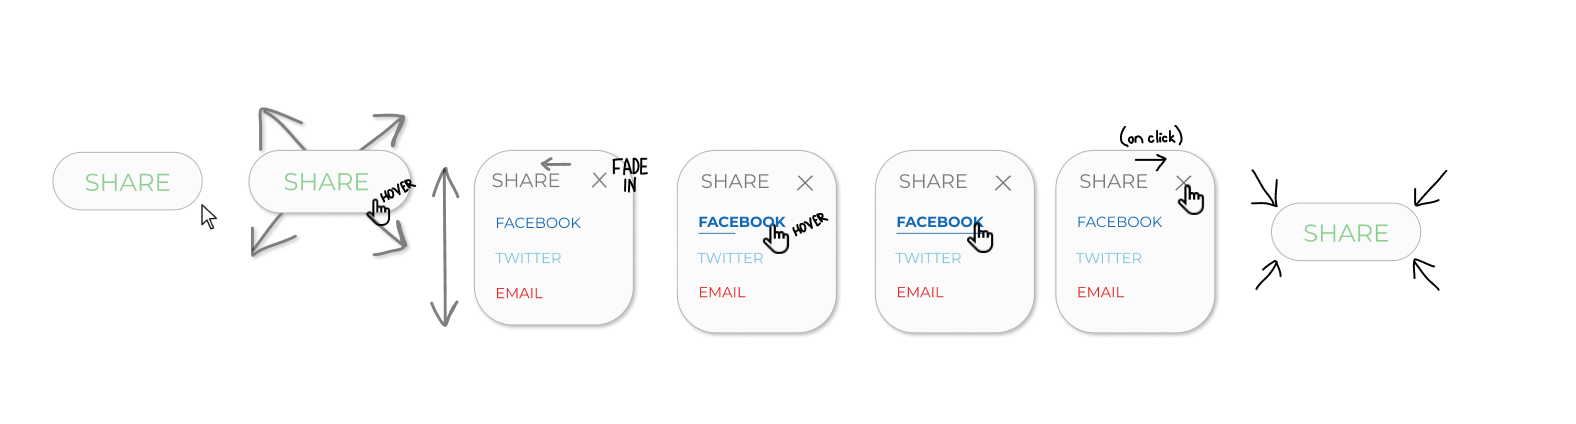 SHARE
SHARE
HOVER
SHARE
FADE
IN
FACEBOOK
TWITTER
EMAIL
SHARE
FACEBOOK
HOVER
TWITTER
EMAIL
SHARE
FACEBOOK
TWITTER
EMAIL
(on click)
SHARE
FACEBOOK
TWITTER
EMAIL
SHARE